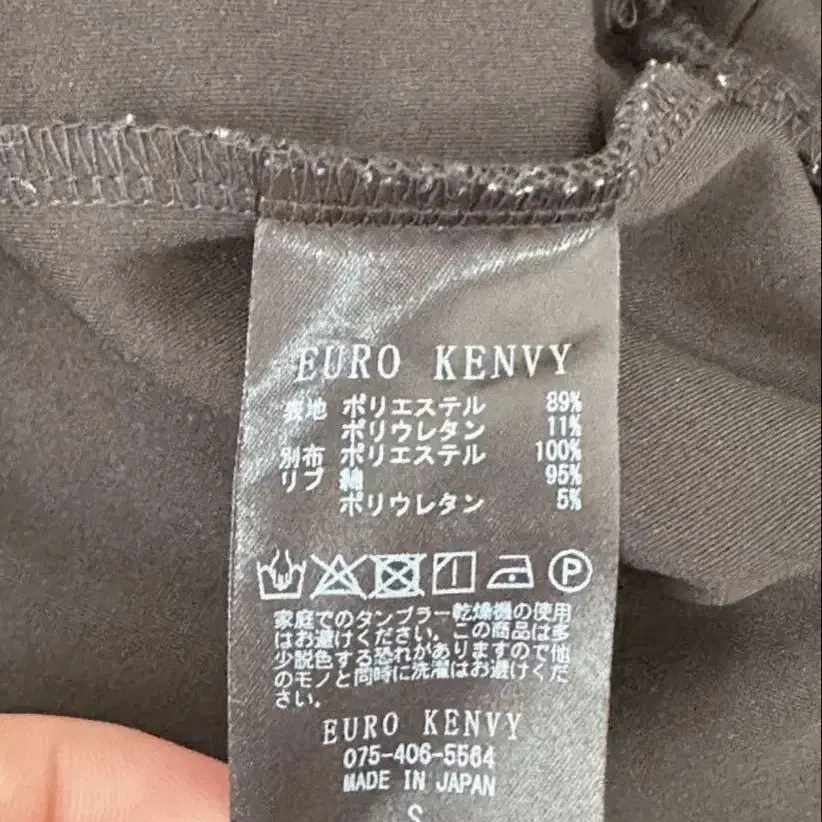 EURO KENVY
表地 ポリエステル 89%
ポリウレタン 11%
別布 ポリエステル 100%
リブ 綿 95%
ポリウレタン 5%
P
家庭でのタンブラー乾燥機の使用
はお避けください。この商品は多
少脱色する恐れがありますので他
のモノと同時に洗濯はお避けくだ
さい。
EURO KENVY
075-406-5564
MADE IN JAPAN
S